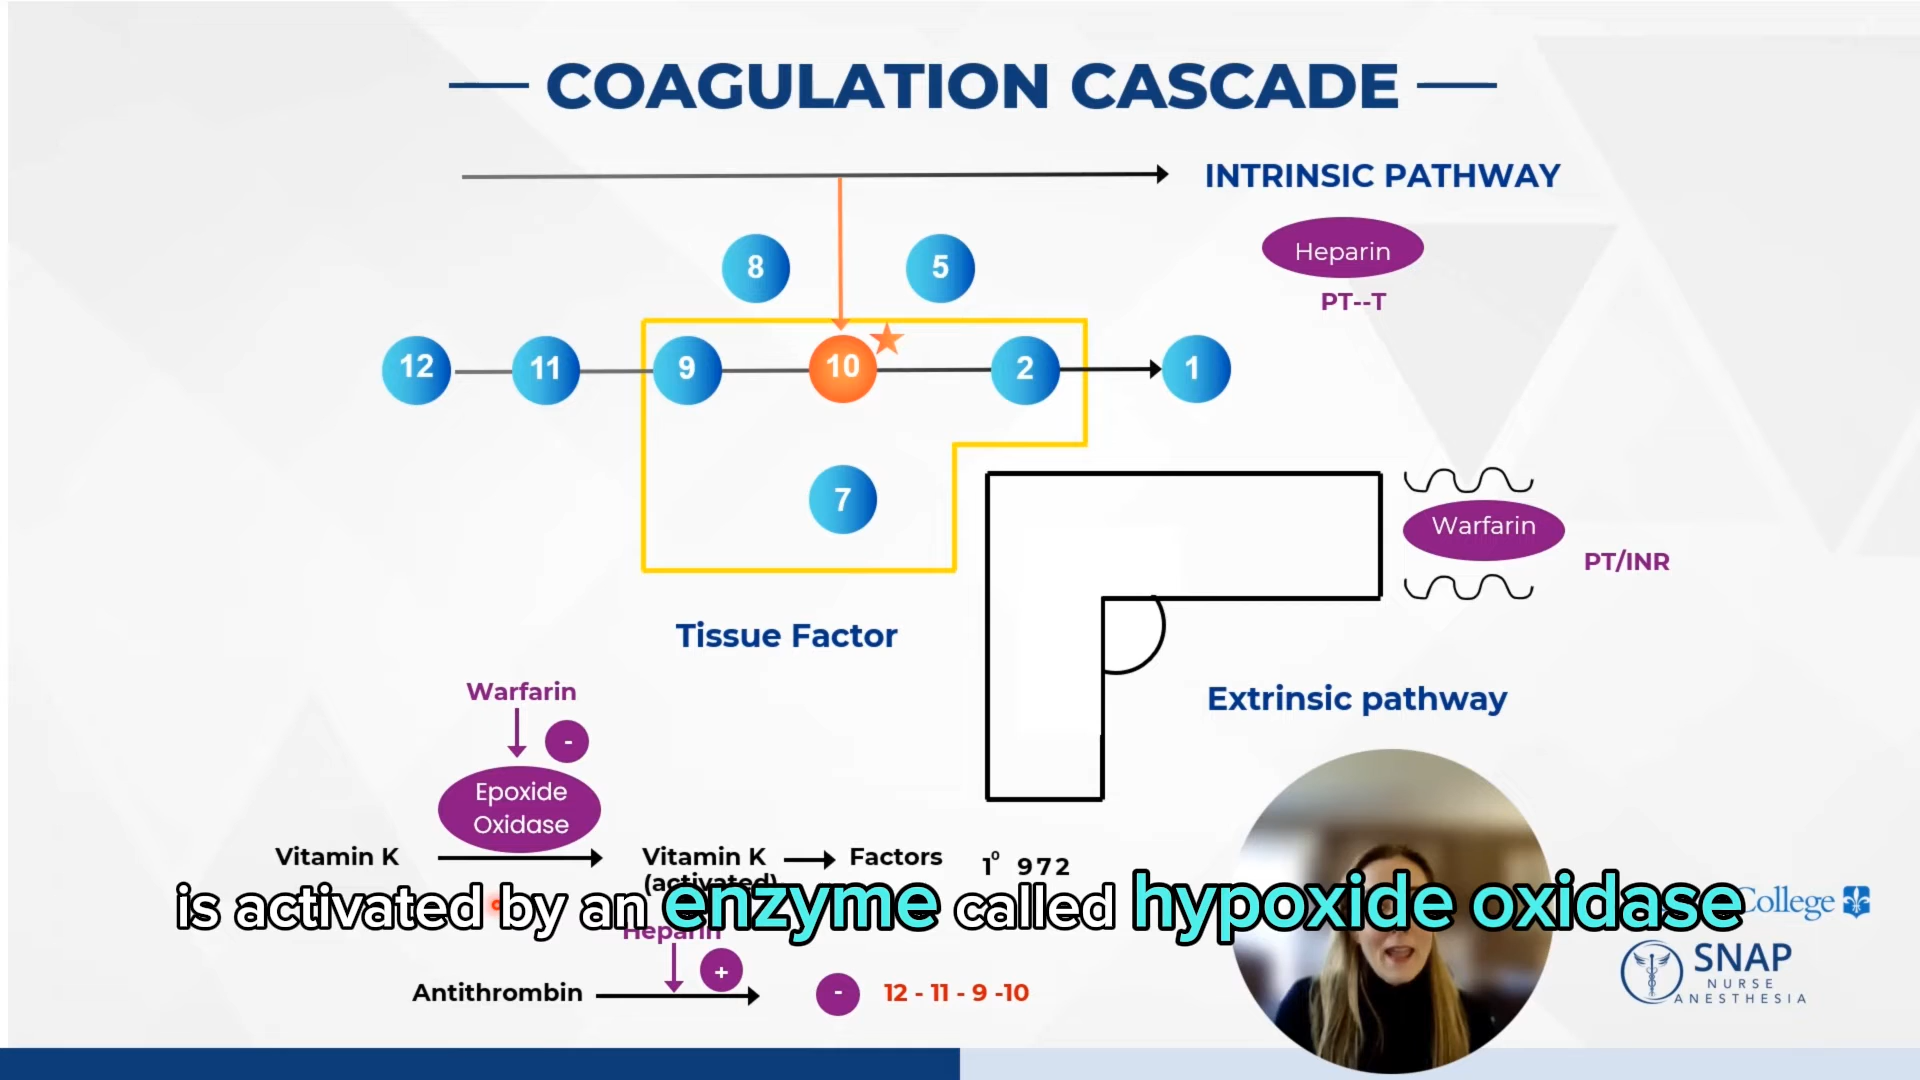 COAGULATION CASCADE
INTRINSIC PATHWAY
Heparin
PT--T
8
5
12
11
9
10
2
1
7
Warfarin
PT/INR
Tissue Factor
Extrinsic pathway
Warfarin
-
Epoxide
Oxidase
Vitamin K
Vitamin K
(activated)
Factors
1⁰ 972
is activated by an enzyme called hypoxide oxidase
Heparin
+
Antithrombin
-
12 - 11 - 9 -10
College
SNAP
NURSE
ANESTHESIA